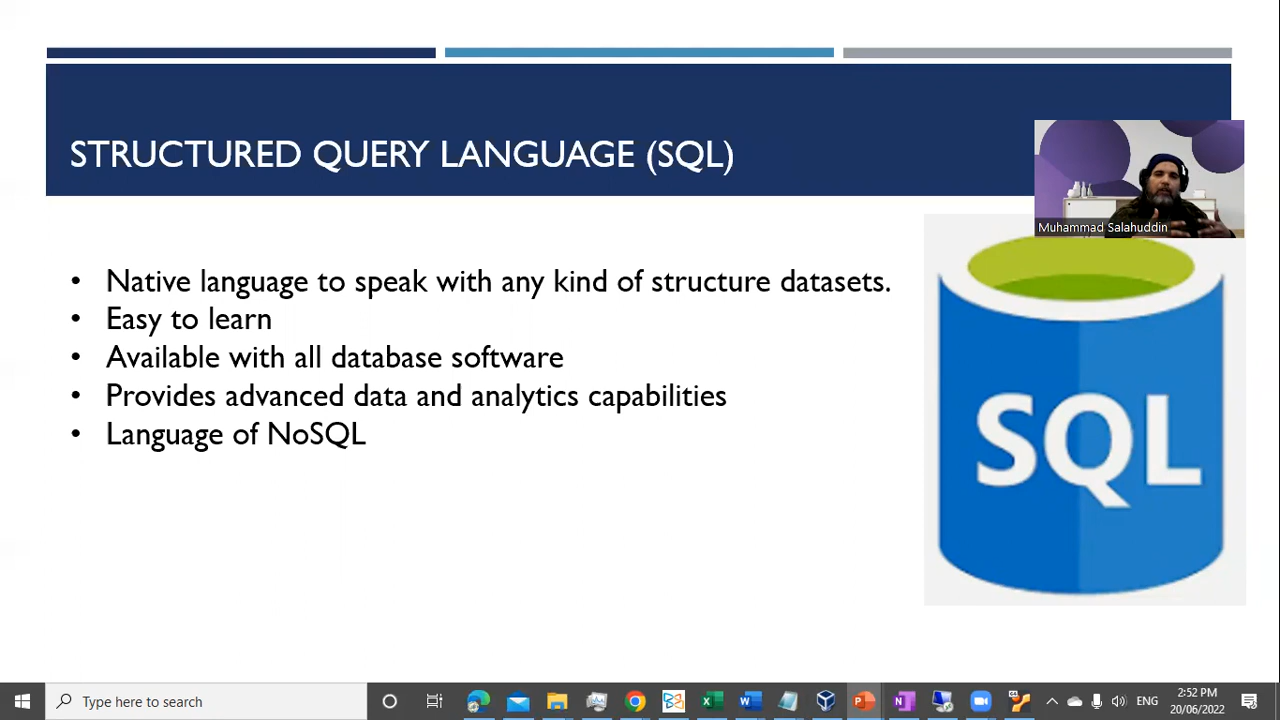 STRUCTURED QUERY LANGUAGE (SQL)
Muhammad Salahuddin
• Native language to speak with any kind of structure datasets.
• Easy to learn
• Available with all database software
• Provides advanced data and analytics capabilities
• Language of NoSQL
SQL
Type here to search
ENG
2:52 PM
20/06/2022